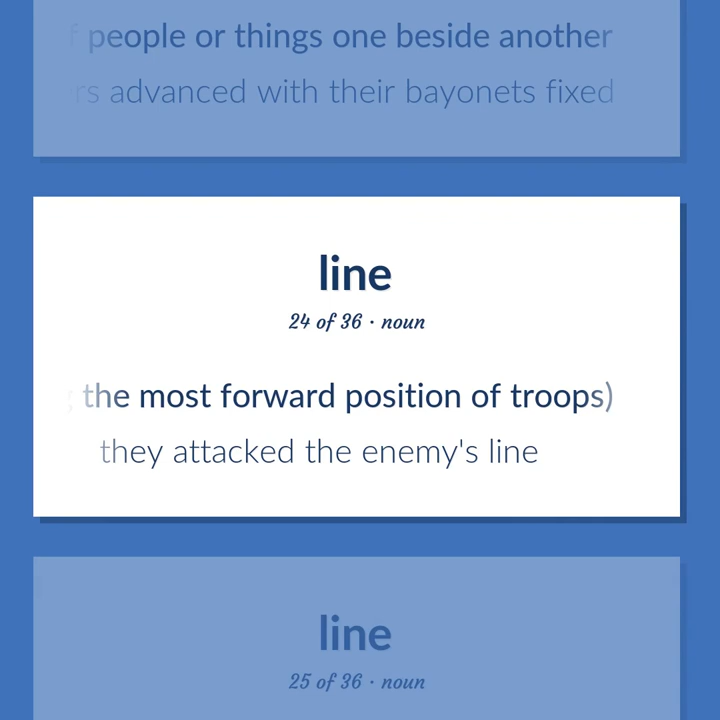 people or things one beside another
advanced with their bayonets fixed
line
24 of 36 · noun
the most forward position of troops)
they attacked the enemy's line
line
25 of 36 · noun